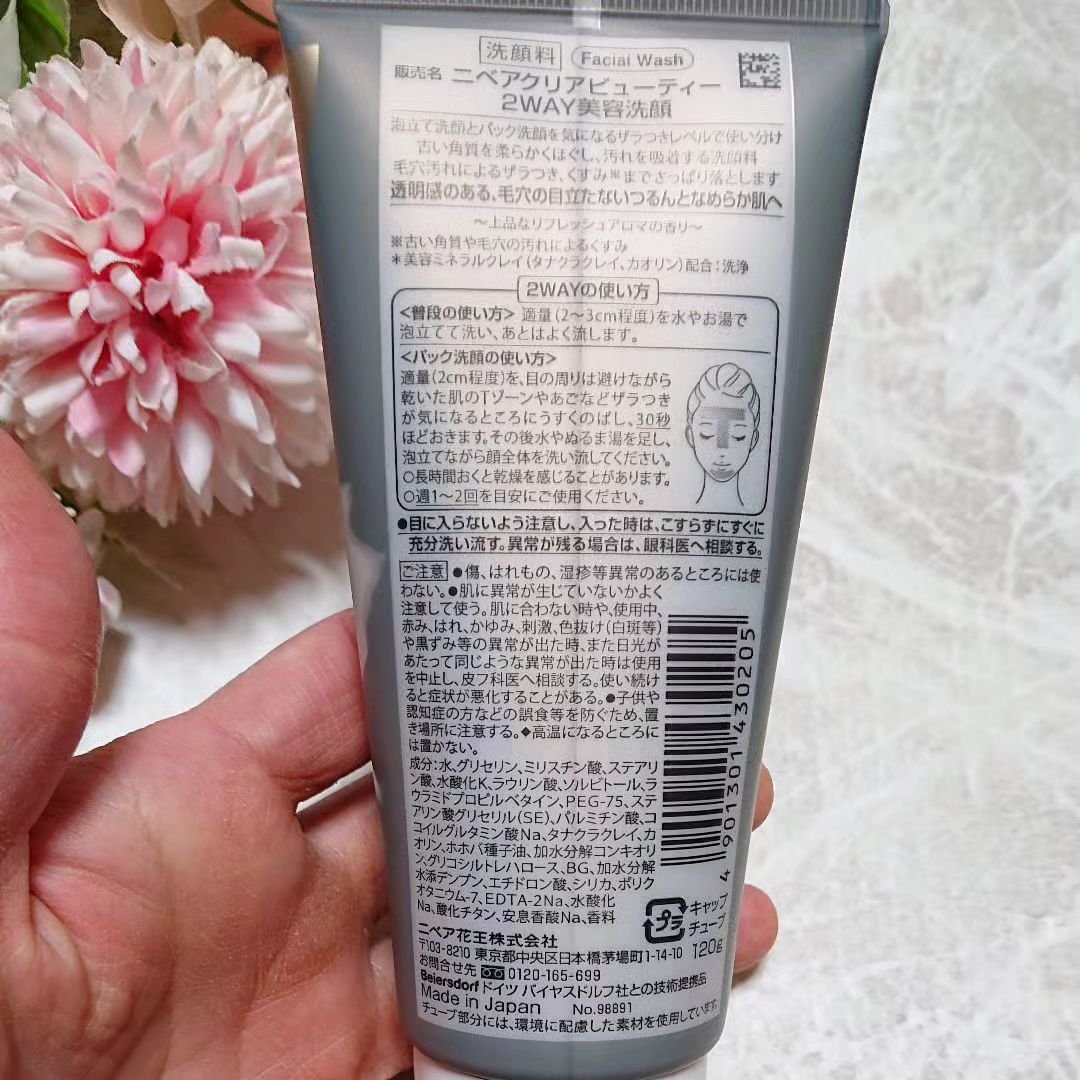 洗顔料 Facial Wash
販売名 ニベアクリアビューティー
2WAY美容洗顔
泡立て洗顔とパック洗顔を気になるザラつきレベルで使い分け
古い角質を柔らかくほぐし、汚れを吸着する洗顔料
毛穴汚れによるザラつき、くすみ※までさっぱり落とします
透明感のある、毛穴の目立たないつるんとなめらか肌へ
～上品なリフレッシュアロマの香り～
※古い角質や毛穴の汚れによるくすみ
＊美容ミネラルクレイ(タナクラクレイ、カオリン)配合:洗浄
2WAYの使い方
<普段の使い方> 適量(2～3cm程度)を水やお湯で
泡立てて洗い、あとはよく流します。
<パック洗顔の使い方>
適量(2cm程度)を、目の周りは避けながら
乾いた肌のTゾーンやあごなどザラつき
が気になるところにうすくのばし、30秒
ほどおきます。その後水やぬるま湯を足し、
泡立てながら顔全体を洗い流してください。
○長時間おくと乾燥を感じることがあります。
○週1～2回を目安にご使用ください。
●目に入らないよう注意し、入った時は、こすらずにすぐに
充分洗い流す。異常が残る場合は、眼科医へ相談する。
ご注意 ●傷、はれもの、湿疹等異常のあるところには使
わない。●肌に異常が生じていないかよく
注意して使う。肌に合わない時や、使用中、
赤み、はれ、かゆみ、刺激、色抜け(白斑等)
や黒ずみ等の異常が出た時、また日光が
あたって同じような異常が出た時は使用
を中止し、皮フ科医へ相談する。使い続け
ると症状が悪化することがある。●子供や
認知症の方などの誤食等を防ぐため、置
き場所に注意する。◆高温になるところに
は置かない。
成分:水、グリセリン、ミリスチン酸、ステアリ
ン酸、水酸化K、ラウリン酸、ソルビトール、ラ
ウラミドプロピルベタイン、PEG-75、ステ
アリン酸グリセリル(SE)、パルミチン酸、コ
コイルグルタミン酸Na、タナクラクレイ、カ
オリン、ホホバ種子油、加水分解コンキオリ
ン、グリコシルトレハロース、BG、加水分解
水添デンプン、エチドロン酸、シリカ、ポリク
オタニウム-7、EDTA-2Na、水酸化
Na、酸化チタン、安息香酸Na、香料
4 901301 430205
プラ キャップ
チューブ
ニベア花王株式会社
〒103-8210 東京都中央区日本橋茅場町1-14-10 120g
お問合せ先 0120-165-699
Beiersdorf ドイツ バイヤスドルフ社との技術提携品
Made in Japan No.98891
チューブ部分には、環境に配慮した素材を使用しています。